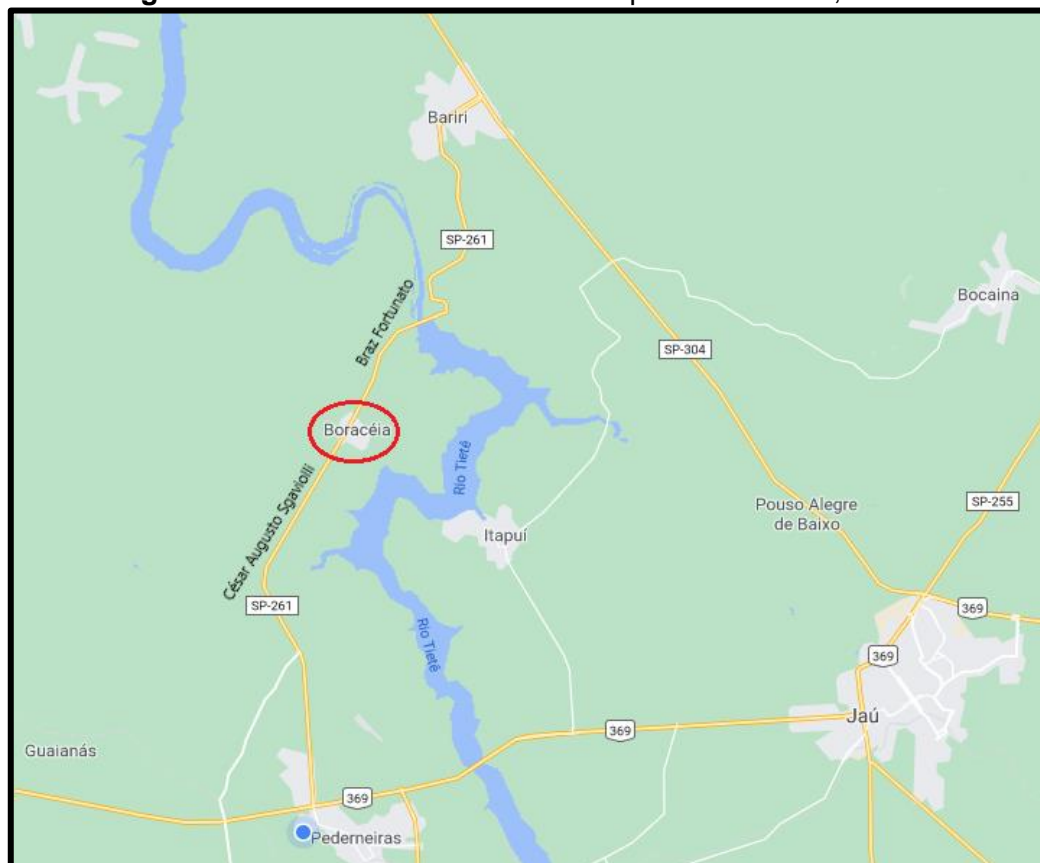 Bariri
SP-261
Braz Fortunato
Bocaina
SP-304
Boracéia
Rio Tietê
César Augusto Sgaviolli
SP-255
Pouso Alegre
de Baixo
Itapuí
SP-261
369
Rio Tietê
369
Jaú
369
Guaianás
369
Pederneiras